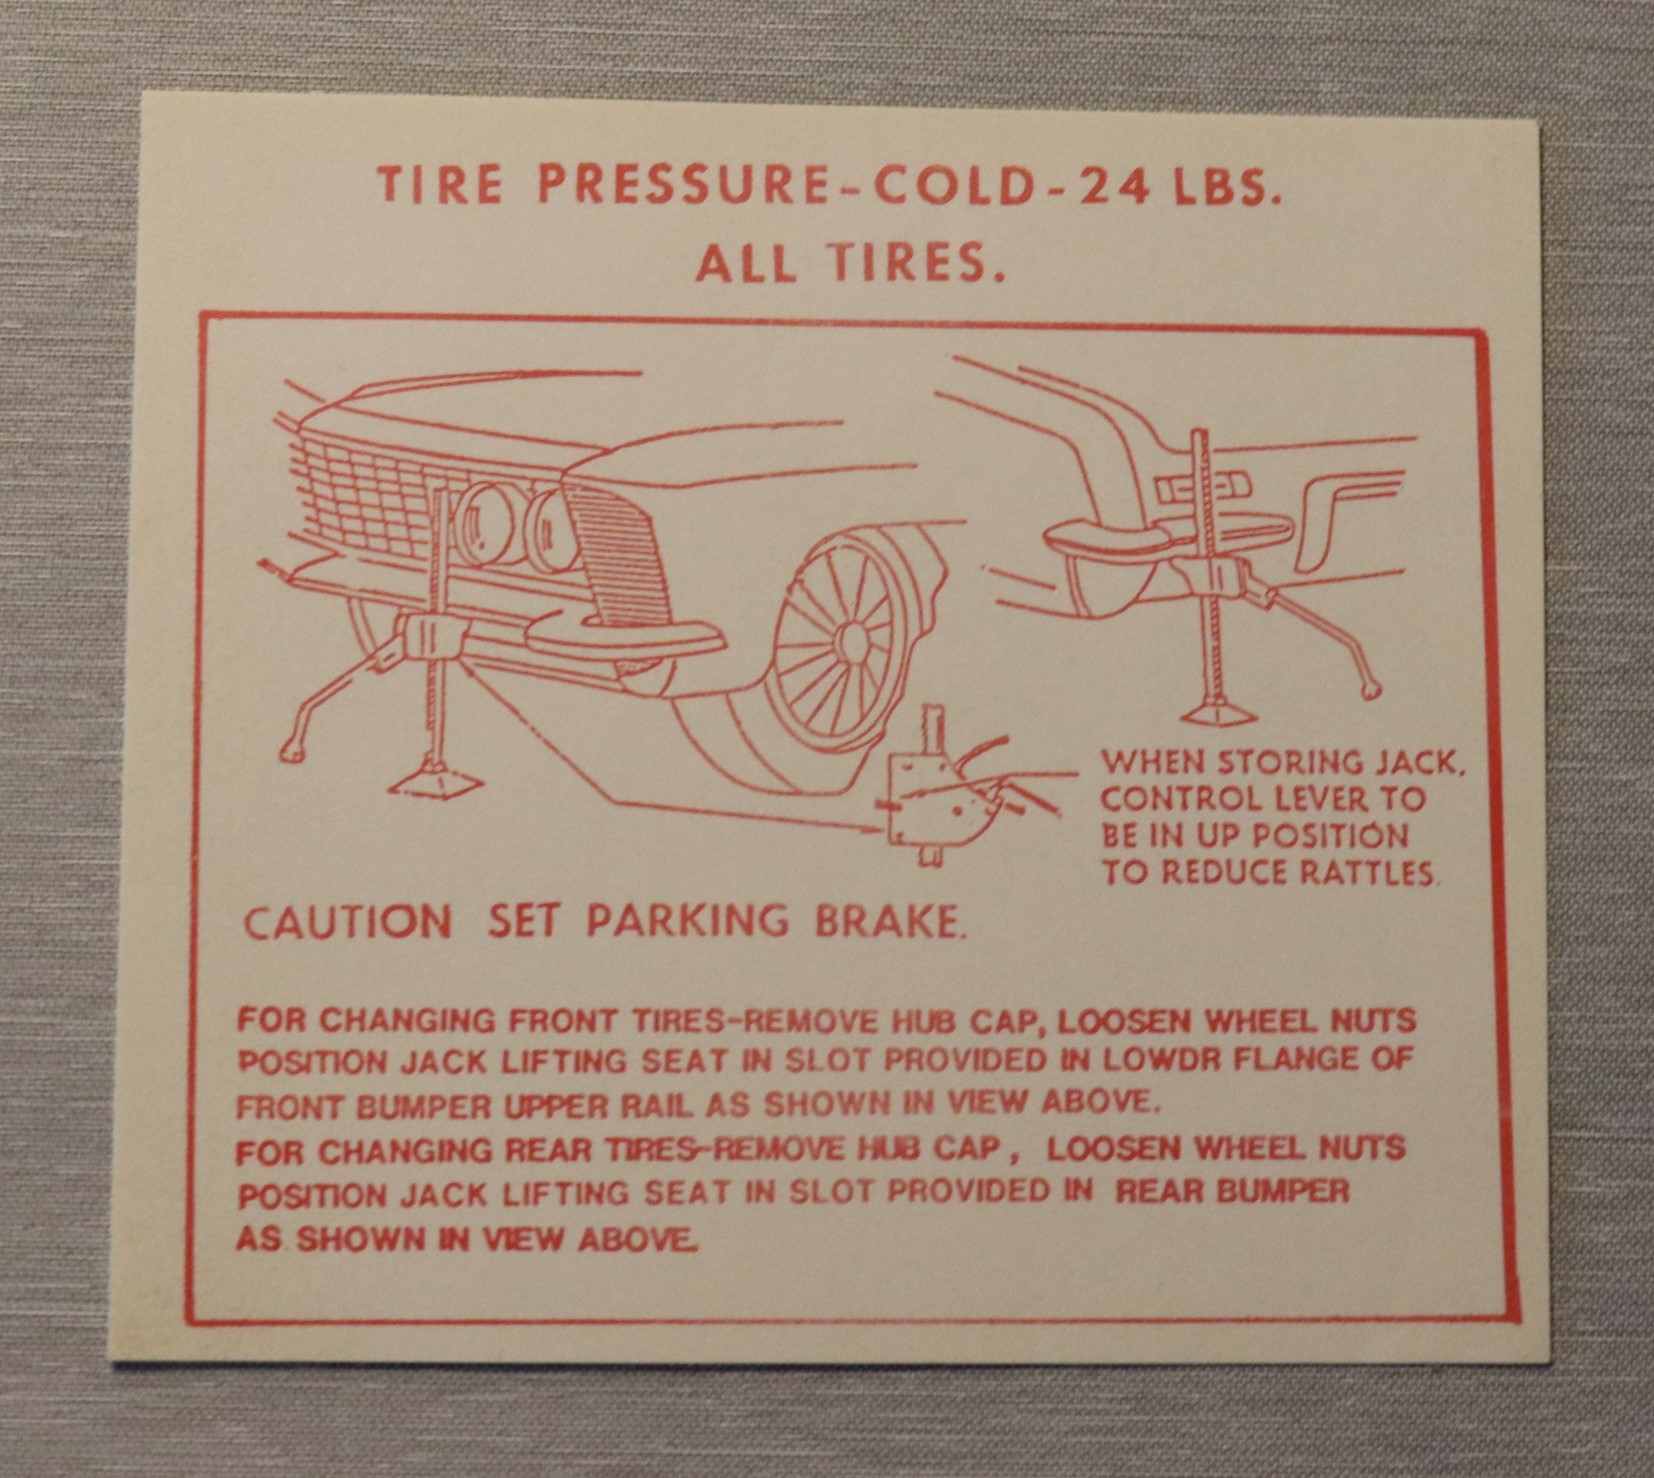 TIRE PRESSURE-COLD-24 LBS.
ALL TIRES.
WHEN STORING JACK,
CONTROL LEVER TO
BE IN UP POSITION
TO REDUCE RATTLES.
CAUTION SET PARKING BRAKE.
FOR CHANGING FRONT TIRES-REMOVE HUB CAP, LOOSEN WHEEL NUTS
POSITION JACK LIFTING SEAT IN SLOT PROVIDED IN LOWDR FLANGE OF
FRONT BUMPER UPPER RAIL AS SHOWN IN VIEW ABOVE.
FOR CHANGING REAR TIRES-REMOVE HUB CAP, LOOSEN WHEEL NUTS
POSITION JACK LIFTING SEAT IN SLOT PROVIDED IN REAR BUMPER
AS SHOWN IN VIEW ABOVE.